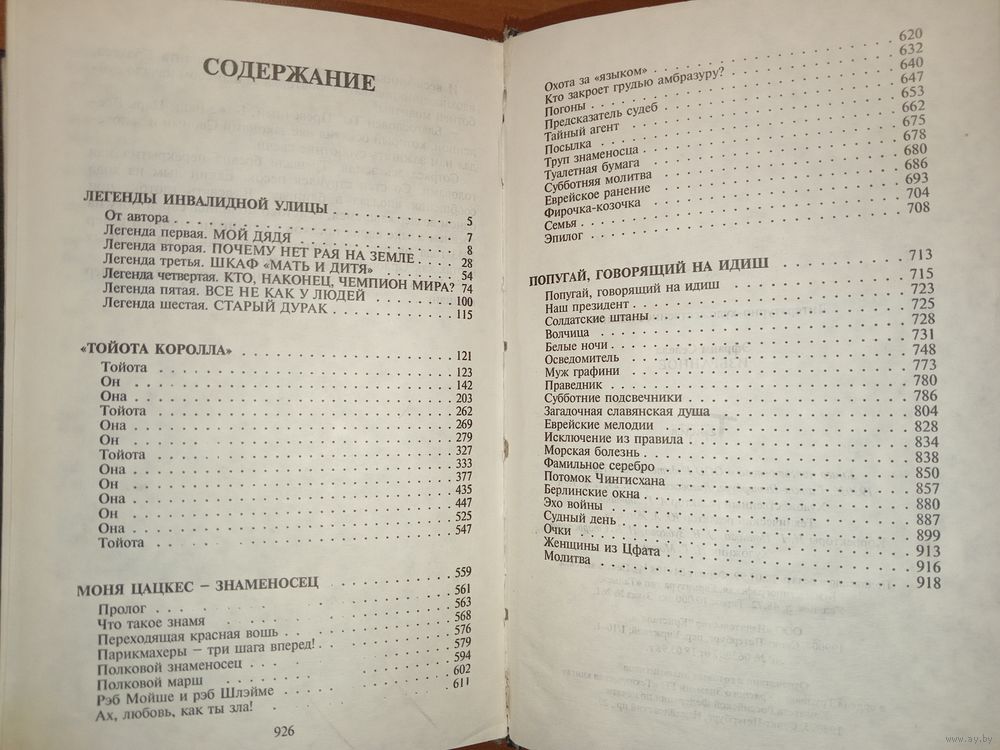 СОДЕРЖАНИЕ
ЛЕГЕНДЫ ИНВАЛИДНОЙ УЛИЦЫ . . . 5
От автора . . . 7
Легенда первая. МОЙ ДЯДЯ . . . 8
Легенда вторая. ПОЧЕМУ НЕТ РАЯ НА ЗЕМЛЕ . . . 28
Легенда третья. ШКАФ «МАТЬ И ДИТЯ» . . . 54
Легенда четвертая. КТО, НАКОНЕЦ, ЧЕМПИОН МИРА? 74
Легенда пятая. ВСЕ НЕ КАК У ЛЮДЕЙ . . . 100
Легенда шестая. СТАРЫЙ ДУРАК . . . 115
«ТОЙОТА КОРОЛЛА» . . . 121
Тойота . . . 123
Он . . . 142
Она . . . 203
Тойота . . . 262
Она . . . 269
Он . . . 279
Тойота . . . 327
Она . . . 333
Он . . . 377
Она . . . 435
Он . . . 447
Она . . . 525
Тойота . . . 547
МОНЯ ЦАЦКЕС – ЗНАМЕНОСЕЦ . . . 559
Пролог . . . 561
Что такое знамя . . . 563
Переходящая красная вошь . . . 568
Парикмахеры – три шага вперед! . . . 576
Полковой знаменосец . . . 579
Полковой марш . . . 594
Рэб Мойше и рэб Шлэйме . . . 602
Ах, любовь, как ты зла! . . . 611
926
Охота за «языком» . . . 620
Кто закроет грудью амбразуру? . . . 632
Погоны . . . 640
Предсказатель судеб . . . 647
Тайный агент . . . 653
Посылка . . . 662
Труп знаменосца . . . 675
Туалетная бумага . . . 678
Субботняя молитва . . . 680
Еврейское ранение . . . 686
Фирочка-козочка . . . 693
Семья . . . 704
Эпилог . . . 708
ПОПУГАЙ, ГОВОРЯЩИЙ НА ИДИШ . . . 713
Попугай, говорящий на идиш . . . 715
Наш президент . . . 723
Солдатские штаны . . . 725
Волчица . . . 728
Белые ночи . . . 731
Осведомитель . . . 748
Муж графини . . . 773
Праведник . . . 780
Субботние подсвечники . . . 786
Загадочная славянская душа . . . 804
Еврейские мелодии . . . 828
Исключение из правила . . . 834
Морская болезнь . . . 838
Фамильное серебро . . . 850
Потомок Чингисхана . . . 857
Берлинские окна . . . 880
Эхо войны . . . 887
Судный день . . . 899
Очки . . . 913
Женщины из Цфата . . . 916
Молитва . . . 918
www.ay.by